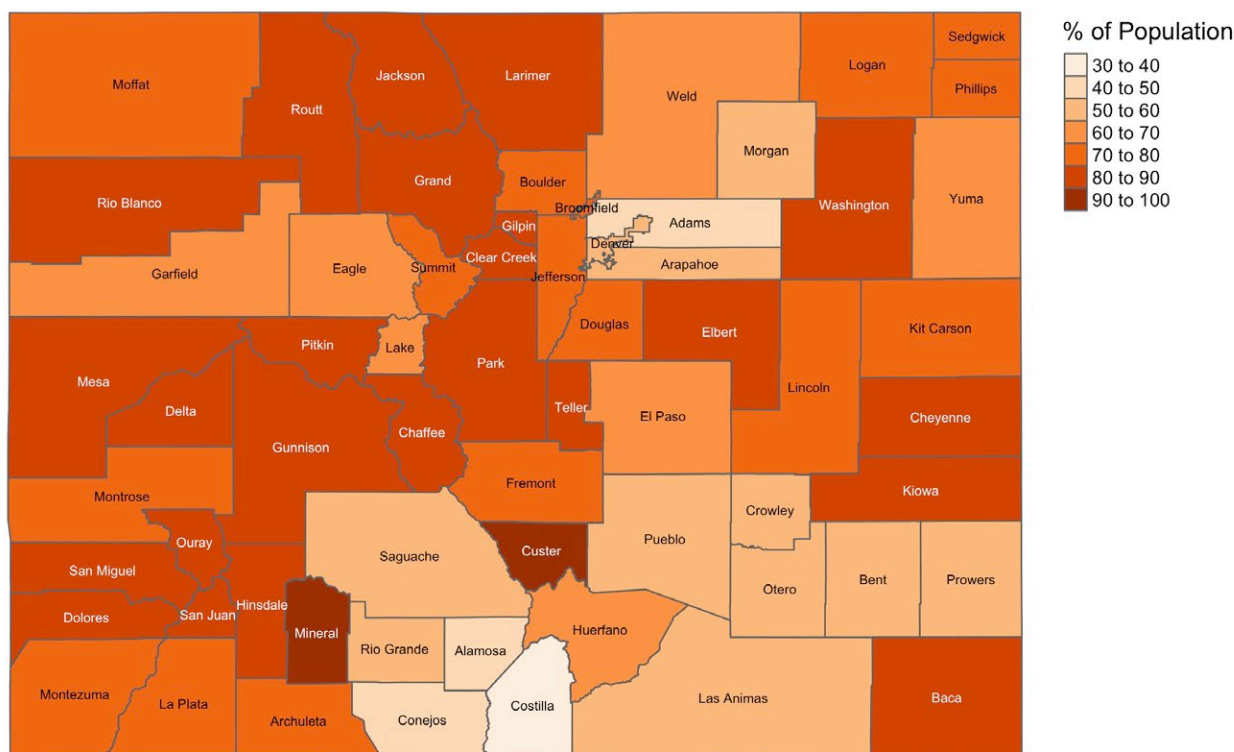 % of Population
30 to 40
40 to 50
50 to 60
60 to 70
70 to 80
80 to 90
90 to 100
Moffat
Routt
Jackson
Larimer
Weld
Logan
Sedgwick
Phillips
Morgan
Rio Blanco
Grand
Boulder
Broomfield
Washington
Yuma
Garfield
Eagle
Summit
Gilpin
Clear Creek
Jefferson
Denver
Adams
Arapahoe
Mesa
Pitkin
Lake
Park
Douglas
Elbert
Kit Carson
Lincoln
Delta
Gunnison
Chaffee
Teller
El Paso
Cheyenne
Montrose
Fremont
Crowley
Kiowa
Ouray
San Miguel
Saguache
Custer
Pueblo
Otero
Bent
Prowers
Dolores
San Juan
Hinsdale
Mineral
Rio Grande
Alamosa
Huerfano
Montezuma
La Plata
Archuleta
Conejos
Costilla
Las Animas
Baca